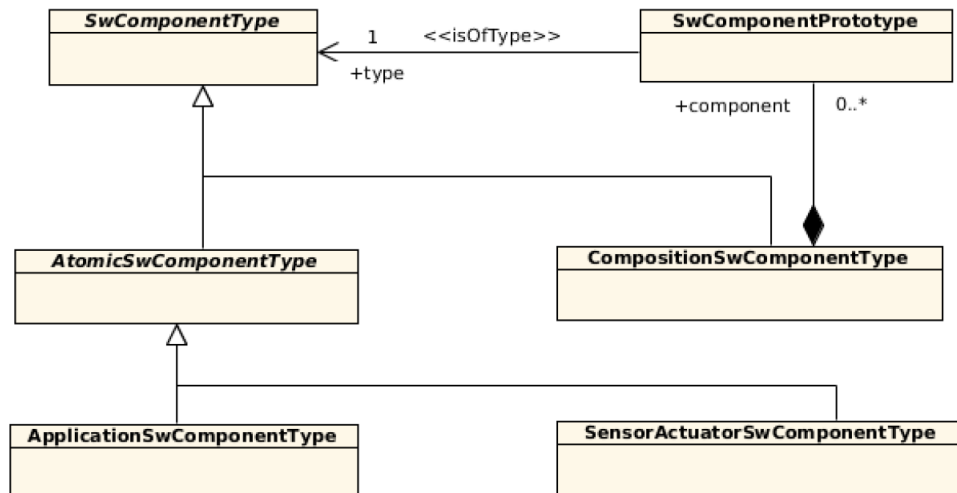 SwComponentType
SwComponentPrototype
1
<<isOfType>>
+type
+component
0..*
AtomicSwComponentType
CompositionSwComponentType
ApplicationSwComponentType
SensorActuatorSwComponentType